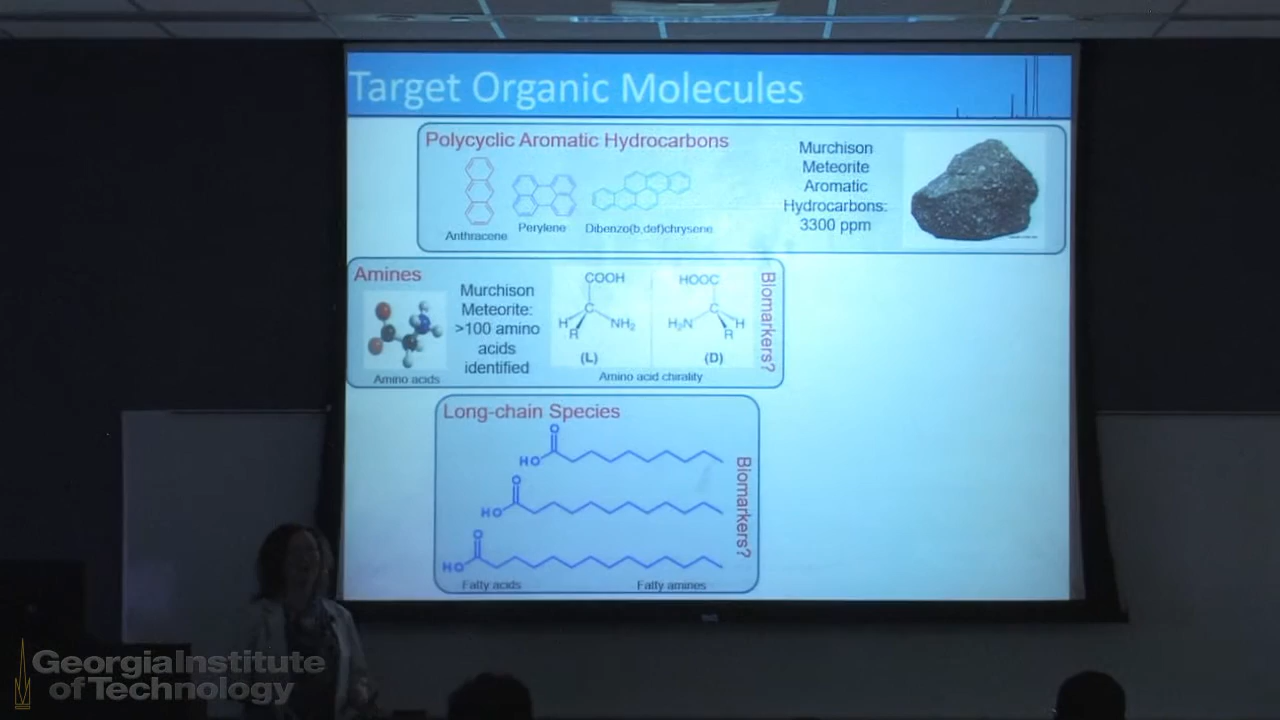 Target Organic Molecules
Polycyclic Aromatic Hydrocarbons
Anthracene
Perylene
Dibenzo(b,def)chrysene
Murchison
Meteorite
Aromatic
Hydrocarbons:
3300 ppm
Amines
Amino acids
Murchison
Meteorite:
>100 amino
acids
identified
COOH
C
H
R
NH₂
(L)
HOOC
C
H₂N
H
R
(D)
Amino acid chirality
Biomarkers?
Long-chain Species
O
HO
O
HO
O
HO
Fatty acids
Fatty amines
Biomarkers?
Georgia Institute
of Technology